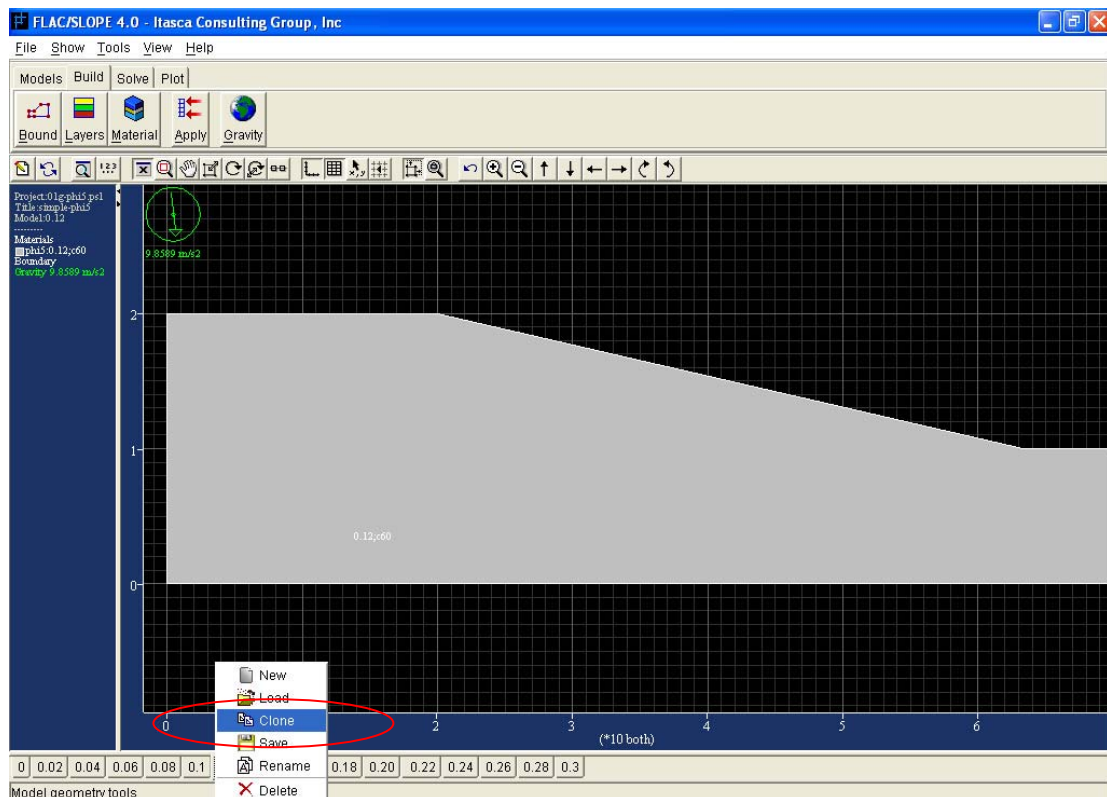 FLAC/SLOPE 4.0 - Itasca Consulting Group, Inc
File Show Tools View Help
Models Build Solve Plot
Bound Layers Material Apply Gravity
1 2 3
Project:01g-phi5.psl
Title:simple-phi5
Model:0.12
Materials
phi5:0.12;c60
Boundary
Gravity 9.8589 m/s2
9.8589 m/s2
2
1
0.12;c60
0
New
Load
Clone
Save
Rename
Delete
0 2 3 4 5 6
(*10 both)
0 0.02 0.04 0.06 0.08 0.1 0.18 0.20 0.22 0.24 0.26 0.28 0.3
Model geometry tools